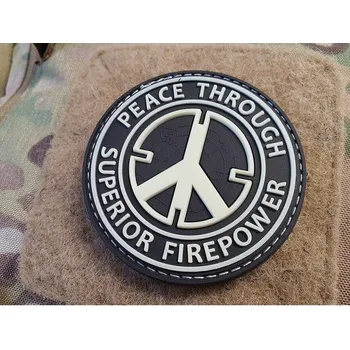 PEACE THROUGH
SUPERIOR FIREPOWER